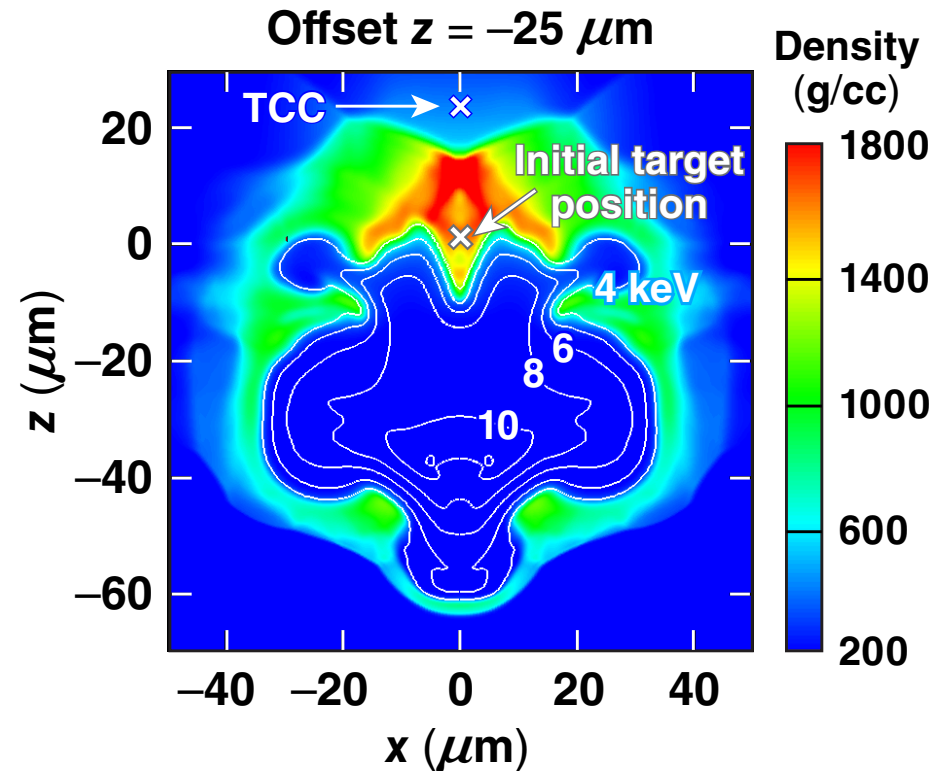 Offset z = −25 μm
Density
(g/cc)
TCC
Initial target
position
4 keV
6
8
10
20
0
−20
−40
−60
z (μm)
−40
−20
0
20
40
x (μm)
1800
1400
1000
600
200